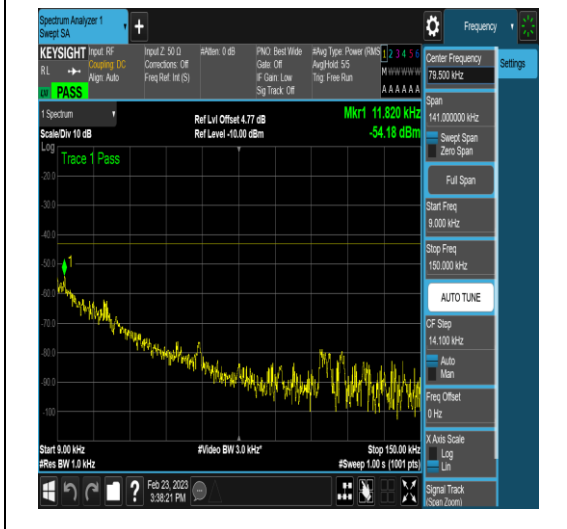 Spectrum Analyzer 1
Swept SA
+
Frequency
KEYSIGHT
RL
PASS
Input: RF
Coupling: DC
Align: Auto
Input Z: 50 Ω
Corrections: Off
Freq Ref: Int (S)
#Atten: 0 dB
PNO: Best Wide
Gate: Off
IF Gain: Low
Sig Track: Off
#Avg Type: Power (RMS
Avg|Hold: 5/5
Trig: Free Run
1 2 3 4 5 6
M W W W W W
A A A A A A
Center Frequency
79.500 kHz
Settings
Span
141.000000 kHz
Swept Span
Zero Span
Full Span
Start Freq
9.000 kHz
Stop Freq
150.000 kHz
AUTO TUNE
CF Step
14.100 kHz
Auto
Man
Freq Offset
0 Hz
X Axis Scale
Log
Lin
Signal Track
(Span Zoom)
1 Spectrum
Scale/Div 10 dB
Ref Lvl Offset 4.77 dB
Ref Level -10.00 dBm
Mkr1 11.820 kHz
-54.18 dBm
Log
Trace 1 Pass
1
-20.0
-30.0
-40.0
-50.0
-60.0
-70.0
-80.0
-90.0
-100
Start 9.00 kHz
#Res BW 1.0 kHz
#Video BW 3.0 kHz*
Stop 150.00 kHz
#Sweep 1.00 s (1001 pts)
?
Feb 23, 2023
3:38:21 PM